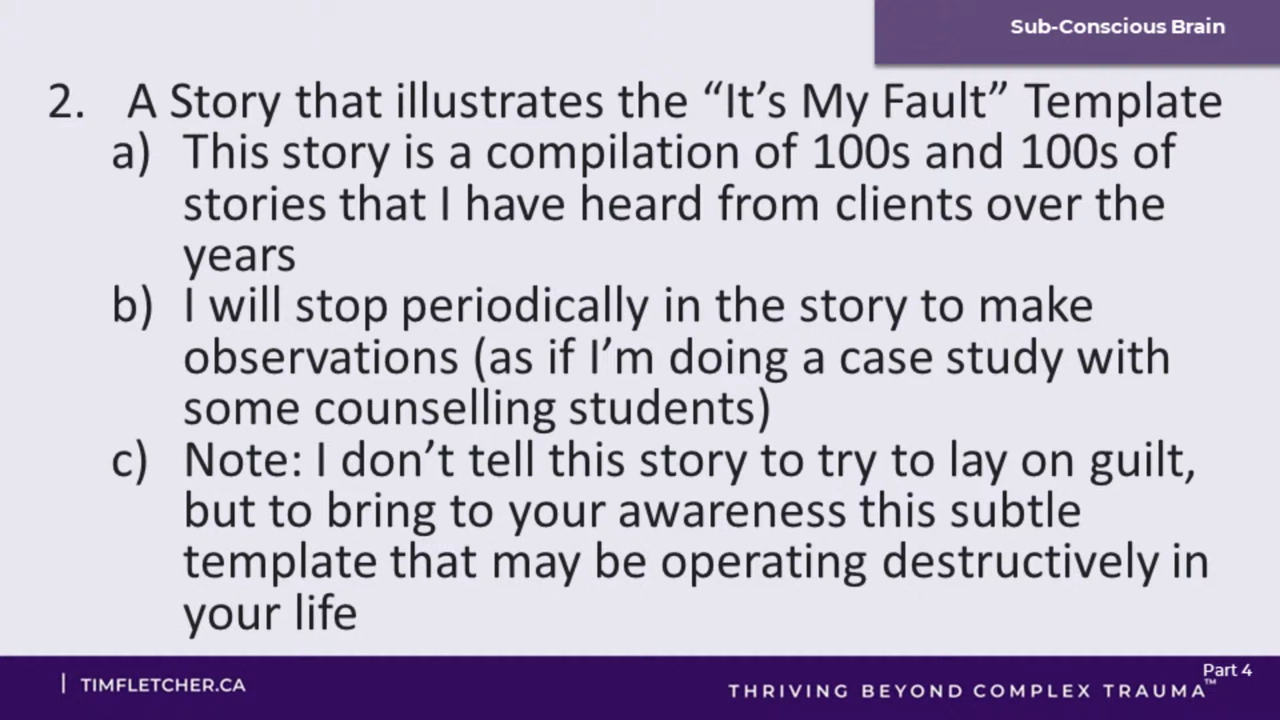 Sub-Conscious Brain
2. A Story that illustrates the “It’s My Fault” Template
a) This story is a compilation of 100s and 100s of
stories that I have heard from clients over the
years
b) I will stop periodically in the story to make
observations (as if I’m doing a case study with
some counselling students)
c) Note: I don’t tell this story to try to lay on guilt,
but to bring to your awareness this subtle
template that may be operating destructively in
your life
| TIMFLETCHER.CA
Part 4
THRIVING BEYOND COMPLEX TRAUMA™